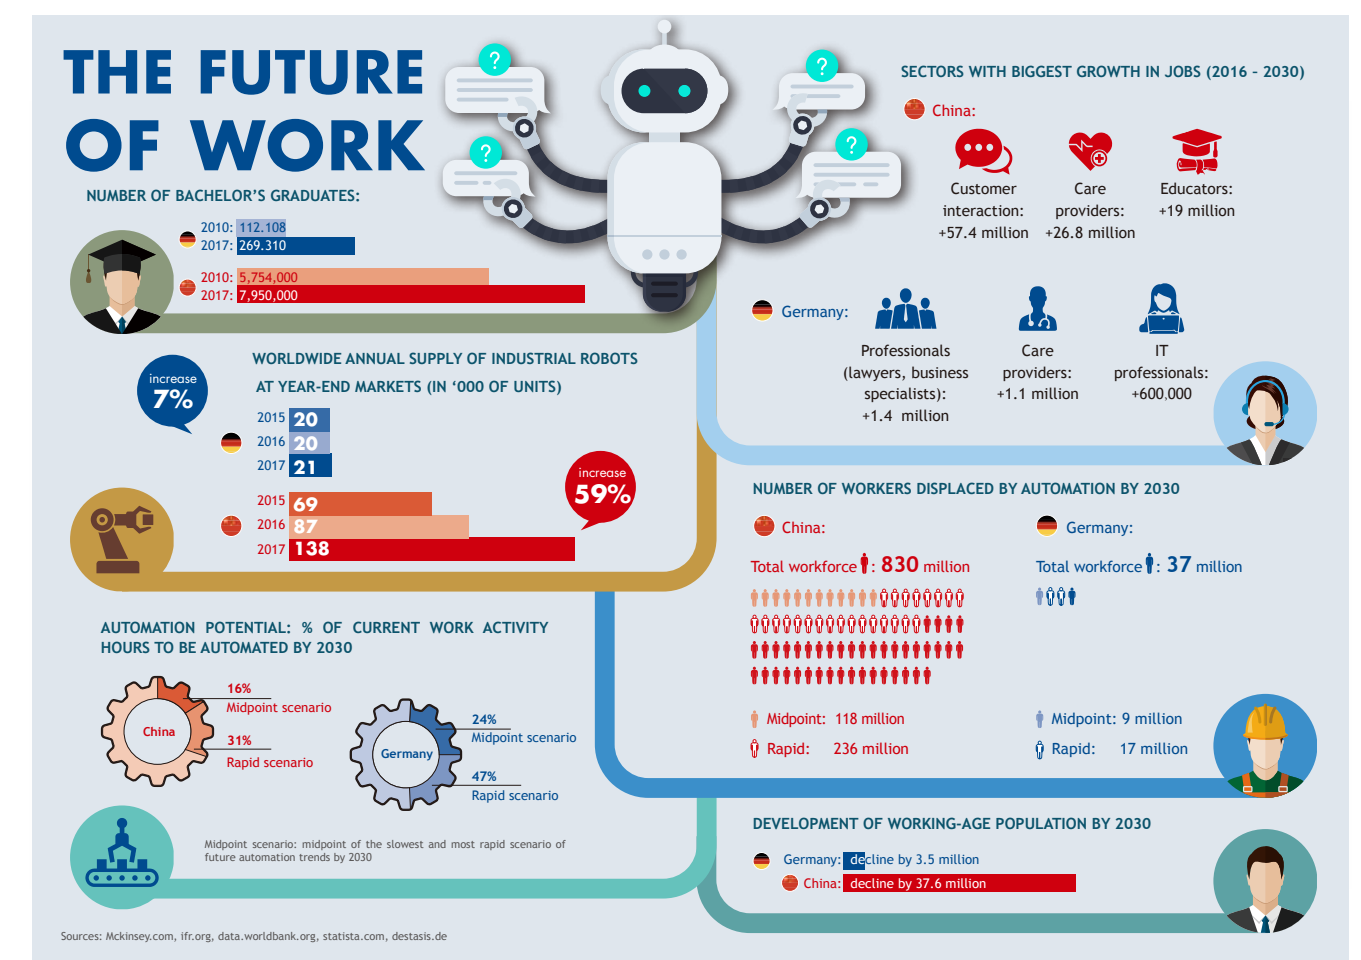 THE FUTURE
OF WORK
NUMBER OF BACHELOR'S GRADUATES:
2010: 112.108
2017: 269.310
2010: 5,754,000
2017: 7,950,000
increase
7%
WORLDWIDE ANNUAL SUPPLY OF INDUSTRIAL ROBOTS
AT YEAR-END MARKETS (IN ‘000 OF UNITS)
2015 20
2016 20
2017 21
2015 69
2016 87
2017 138
increase
59%
AUTOMATION POTENTIAL: % OF CURRENT WORK ACTIVITY
HOURS TO BE AUTOMATED BY 2030
China
16%
Midpoint scenario
31%
Rapid scenario
Germany
24%
Midpoint scenario
47%
Rapid scenario
Midpoint scenario: midpoint of the slowest and most rapid scenario of
future automation trends by 2030
Sources: Mckinsey.com, ifr.org, data.worldbank.org, statista.com, destasis.de
?
?
?
?
SECTORS WITH BIGGEST GROWTH IN JOBS (2016 - 2030)
China:
Customer
interaction:
+57.4 million
Care
providers:
+26.8 million
Educators:
+19 million
Germany:
Professionals
(lawyers, business
specialists):
+1.4 million
Care
providers:
+1.1 million
IT
professionals:
+600,000
NUMBER OF WORKERS DISPLACED BY AUTOMATION BY 2030
China:
Total workforce : 830 million
Midpoint: 118 million
Rapid: 236 million
Germany:
Total workforce : 37 million
Midpoint: 9 million
Rapid: 17 million
DEVELOPMENT OF WORKING-AGE POPULATION BY 2030
Germany: decline by 3.5 million
China: decline by 37.6 million